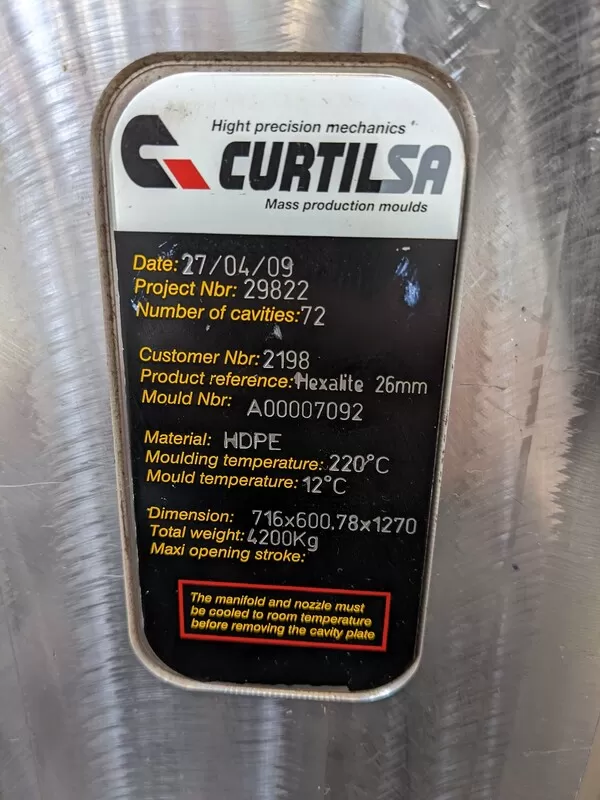 Hight precision mechanics
CURTILSA
Mass production moulds
Date: 27/04/09
Project Nbr: 29822
Number of cavities: 72
Customer Nbr: 2198
Product reference: Hexalite 26mm
Mould Nbr: A00007092
Material: HDPE
Moulding temperature: 220°C
Mould temperature: 12°C
Dimension: 716x600.78x1270
Total weight: 4200Kg
Maxi opening stroke:
The manifold and nozzle must
be cooled to room temperature
before removing the cavity plate